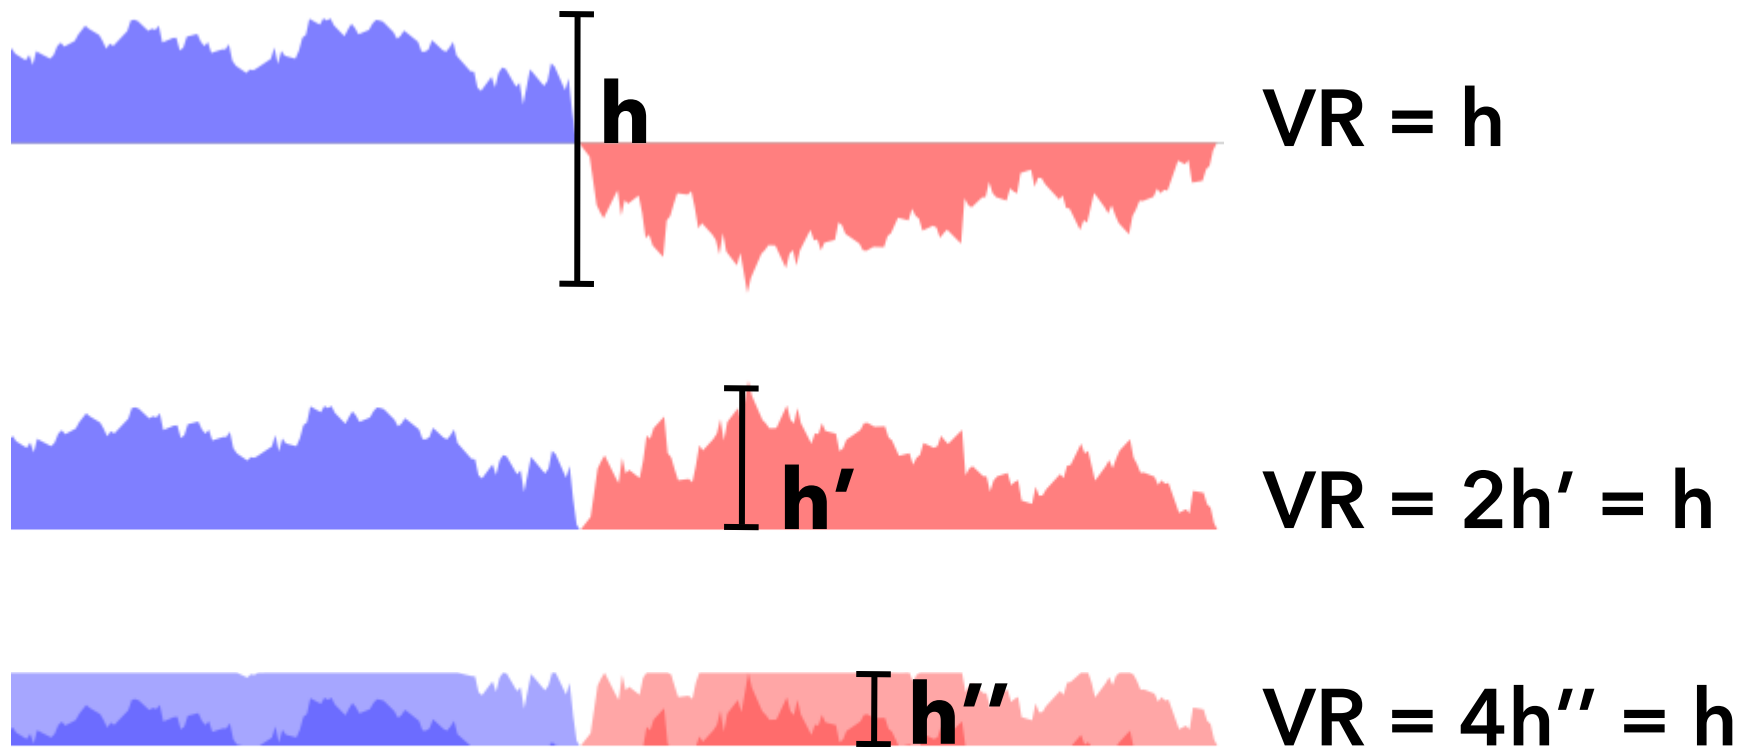 h VR = h
h′ VR = 2h′ = h
h′′ VR = 4h′′ = h